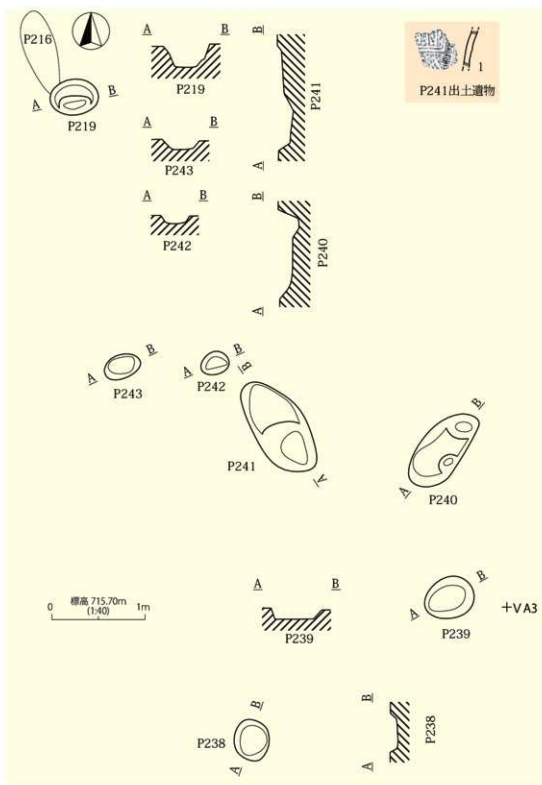 P216
A
B
P219
A B
P219
A B
P243
A B
P242
B
P241
A
B
P240
A
1
P241出土遺物
A
B
P243
A
B
P242
B
P241
A
B
P240
A
標高 715.70m
0 (1:40) 1m
A B
P239
B
A
P239
+VA3
B
P238
A
B
P238
A